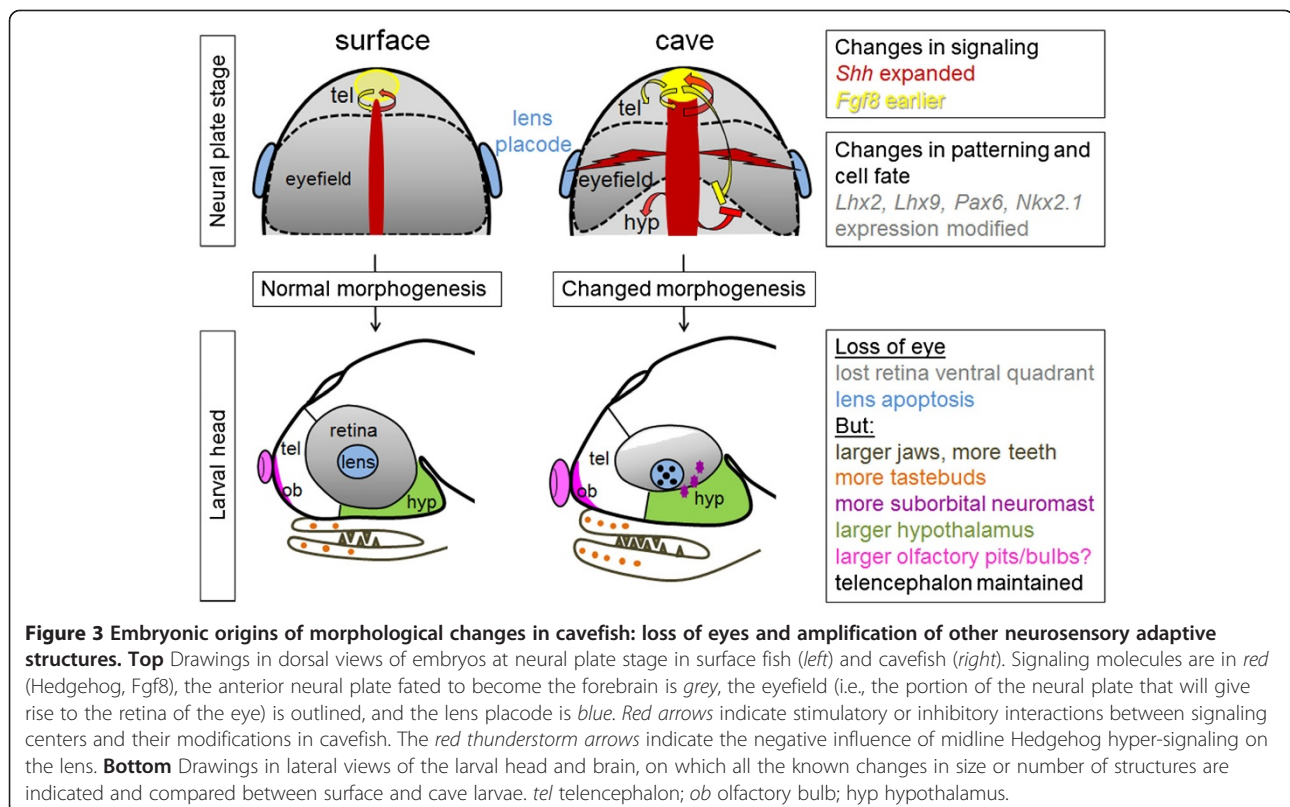 surface
cave
Neural plate stage
tel
eyefield
lens
placode
tel
eyefield
hyp
Changes in signaling
Shh expanded
Fgf8 earlier
Changes in patterning and
cell fate
Lhx2, Lhx9, Pax6, Nkx2.1
expression modified
Normal morphogenesis
Changed morphogenesis
Larval head
tel
retina
lens
ob
hyp
tel
ob
hyp
Loss of eye
lost retina ventral quadrant
lens apoptosis
But:
larger jaws, more teeth
more tastebuds
more suborbital neuromast
larger hypothalamus
larger olfactory pits/bulbs?
telencephalon maintained
Figure 3 Embryonic origins of morphological changes in cavefish: loss of eyes and amplification of other neurosensory adaptive
structures. Top Drawings in dorsal views of embryos at neural plate stage in surface fish (left) and cavefish (right). Signaling molecules are in red
(Hedgehog, Fgf8), the anterior neural plate fated to become the forebrain is grey, the eyefield (i.e., the portion of the neural plate that will give
rise to the retina of the eye) is outlined, and the lens placode is blue. Red arrows indicate stimulatory or inhibitory interactions between signaling
centers and their modifications in cavefish. The red thunderstorm arrows indicate the negative influence of midline Hedgehog hyper-signaling on
the lens. Bottom Drawings in lateral views of the larval head and brain, on which all the known changes in size or number of structures are
indicated and compared between surface and cave larvae. tel telencephalon; ob olfactory bulb; hyp hypothalamus.